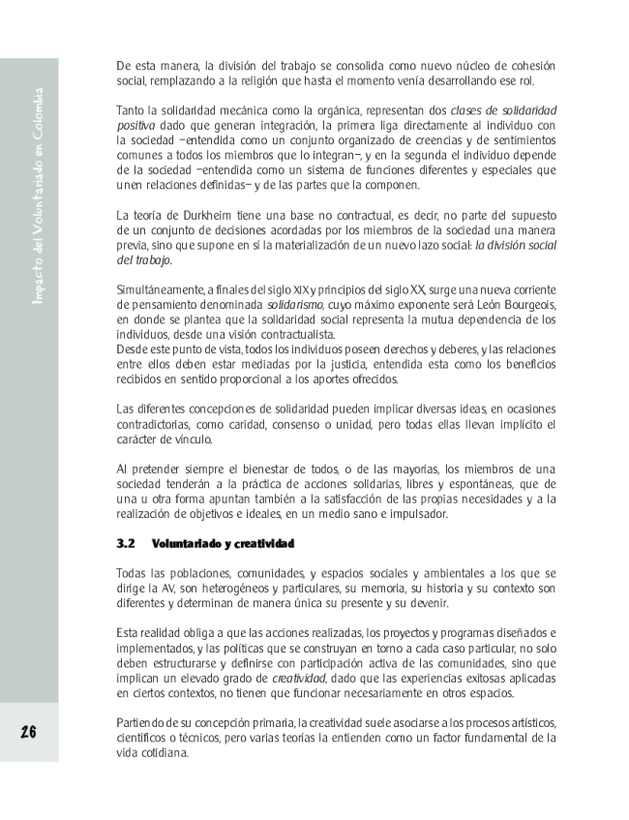 Impacto del Voluntariado en Colombia
De esta manera, la división del trabajo se consolida como nuevo núcleo de cohesión
social, remplazando a la religión que hasta el momento venía desarrollando ese rol.
Tanto la solidaridad mecánica como la orgánica, representan dos clases de solidaridad
positiva dado que generan integración, la primera liga directamente al individuo con
la sociedad –entendida como un conjunto organizado de creencias y de sentimientos
comunes a todos los miembros que lo integran–, y en la segunda el individuo depende
de la sociedad –entendida como un sistema de funciones diferentes y especiales que
unen relaciones definidas– y de las partes que la componen.
La teoría de Durkheim tiene una base no contractual, es decir, no parte del supuesto
de un conjunto de decisiones acordadas por los miembros de la sociedad una manera
previa, sino que supone en sí la materialización de un nuevo lazo social: la división social
del trabajo.
Simultáneamente, a finales del siglo XIX y principios del siglo XX, surge una nueva corriente
de pensamiento denominada solidarismo, cuyo máximo exponente será León Bourgeois,
en donde se plantea que la solidaridad social representa la mutua dependencia de los
individuos, desde una visión contractualista.
Desde este punto de vista, todos los individuos poseen derechos y deberes, y las relaciones
entre ellos deben estar mediadas por la justicia, entendida esta como los beneficios
recibidos en sentido proporcional a los aportes ofrecidos.
Las diferentes concepciones de solidaridad pueden implicar diversas ideas, en ocasiones
contradictorias, como caridad, consenso o unidad, pero todas ellas llevan implícito el
carácter de vínculo.
Al pretender siempre el bienestar de todos, o de las mayorías, los miembros de una
sociedad tenderán a la práctica de acciones solidarias, libres y espontáneas, que de
una u otra forma apuntan también a la satisfacción de las propias necesidades y a la
realización de objetivos e ideales, en un medio sano e impulsador.
3.2 Voluntariado y creatividad
Todas las poblaciones, comunidades, y espacios sociales y ambientales a los que se
dirige la AV, son heterogéneos y particulares, su memoria, su historia y su contexto son
diferentes y determinan de manera única su presente y su devenir.
Esta realidad obliga a que las acciones realizadas, los proyectos y programas diseñados e
implementados, y las políticas que se construyan en torno a cada caso particular, no solo
deben estructurarse y definirse con participación activa de las comunidades, sino que
implican un elevado grado de creatividad, dado que las experiencias exitosas aplicadas
en ciertos contextos, no tienen que funcionar necesariamente en otros espacios.
Partiendo de su concepción primaria, la creatividad suele asociarse a los procesos artísticos,
científicos o técnicos, pero varias teorías la entienden como un factor fundamental de la
vida cotidiana.
26